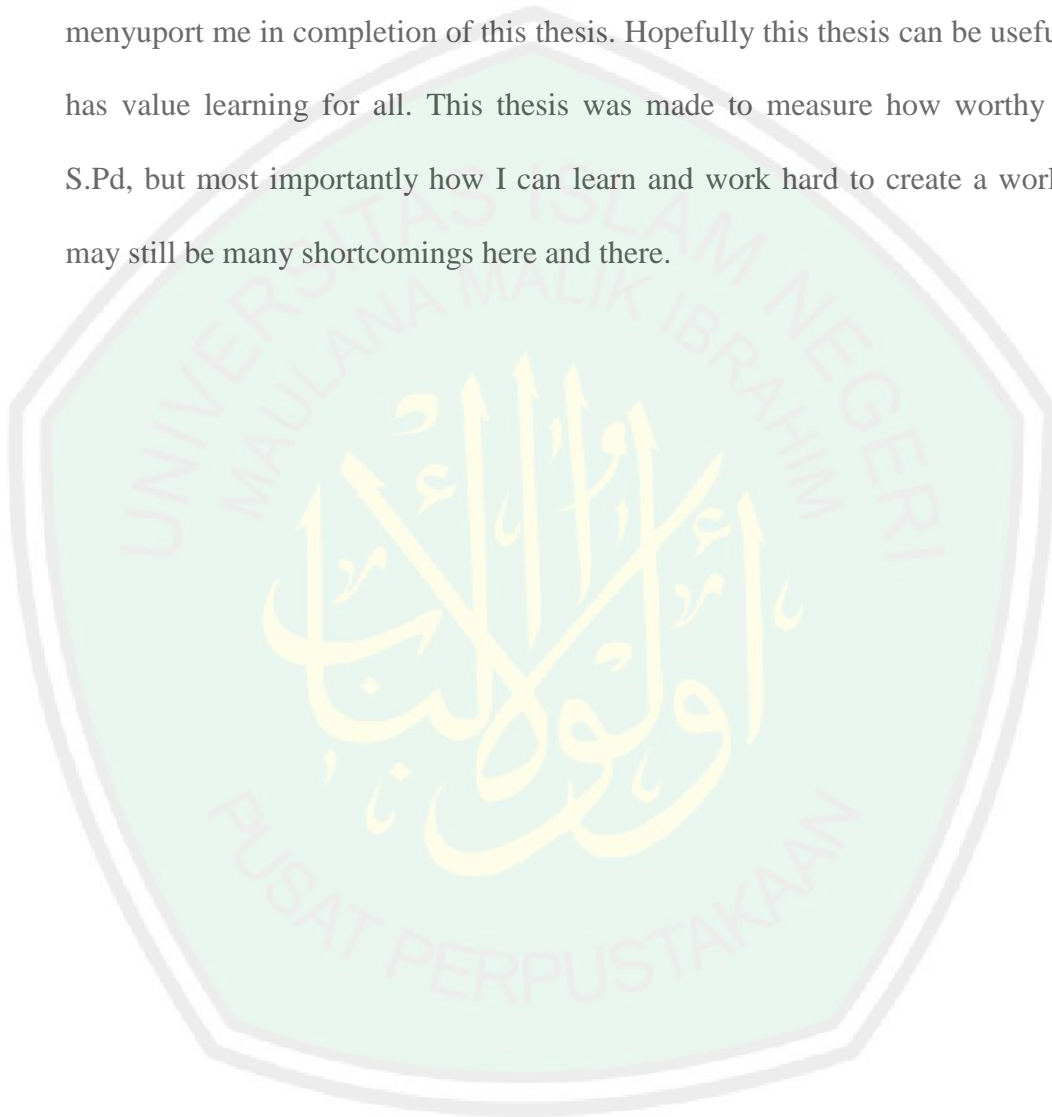 menyuport me in completion of this thesis. Hopefully this thesis can be usefu
has value learning for all. This thesis was made to measure how worthy
S.Pd, but most importantly how I can learn and work hard to create a work
may still be many shortcomings here and there.
UNIVERSITAS ISLAM NEGERI
MAULANA MALIK IBRAHIM
أولوا الألباب
PUSAT PERPUSTAKAAN